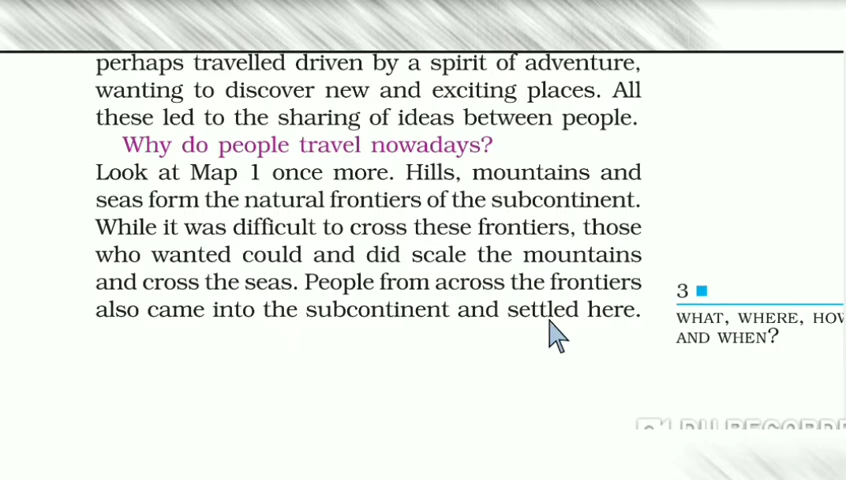 perhaps travelled driven by a spirit of adventure,
wanting to discover new and exciting places. All
these led to the sharing of ideas between people.
Why do people travel nowadays?
Look at Map 1 once more. Hills, mountains and
seas form the natural frontiers of the subcontinent.
While it was difficult to cross these frontiers, those
who wanted could and did scale the mountains
and cross the seas. People from across the frontiers
also came into the subcontinent and settled here.
3
WHAT, WHERE, HOW
AND WHEN?